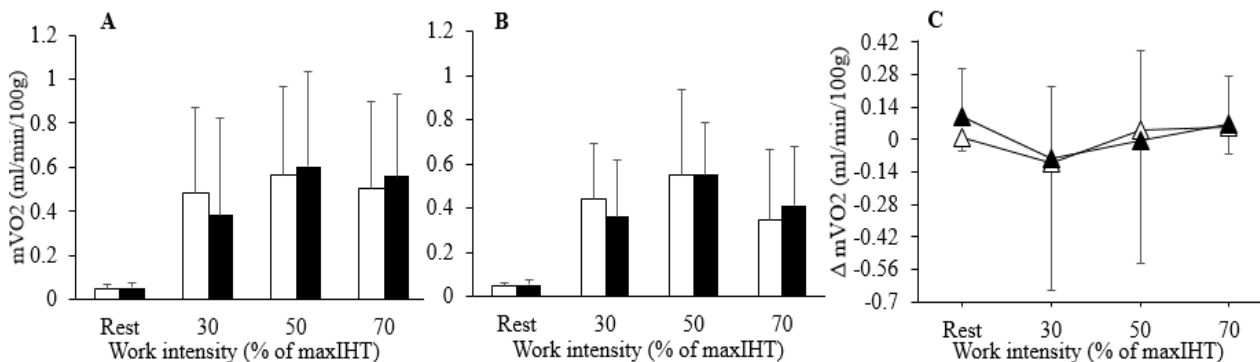 A
mVO2 (ml/min/100g)
1.2
1
0.8
0.6
0.4
0.2
0
Rest 30 50 70
Work intensity (% of maxIHT)
B
1.2
1
0.8
0.6
0.4
0.2
0
Rest 30 50 70
Work intensity (% of maxIHT)
C
Δ mVO2 (ml/min/100g)
0.42
0.28
0.14
0
-0.14
-0.28
-0.42
-0.56
-0.7
Rest 30 50 70
Work intensity (% of maxIHT)